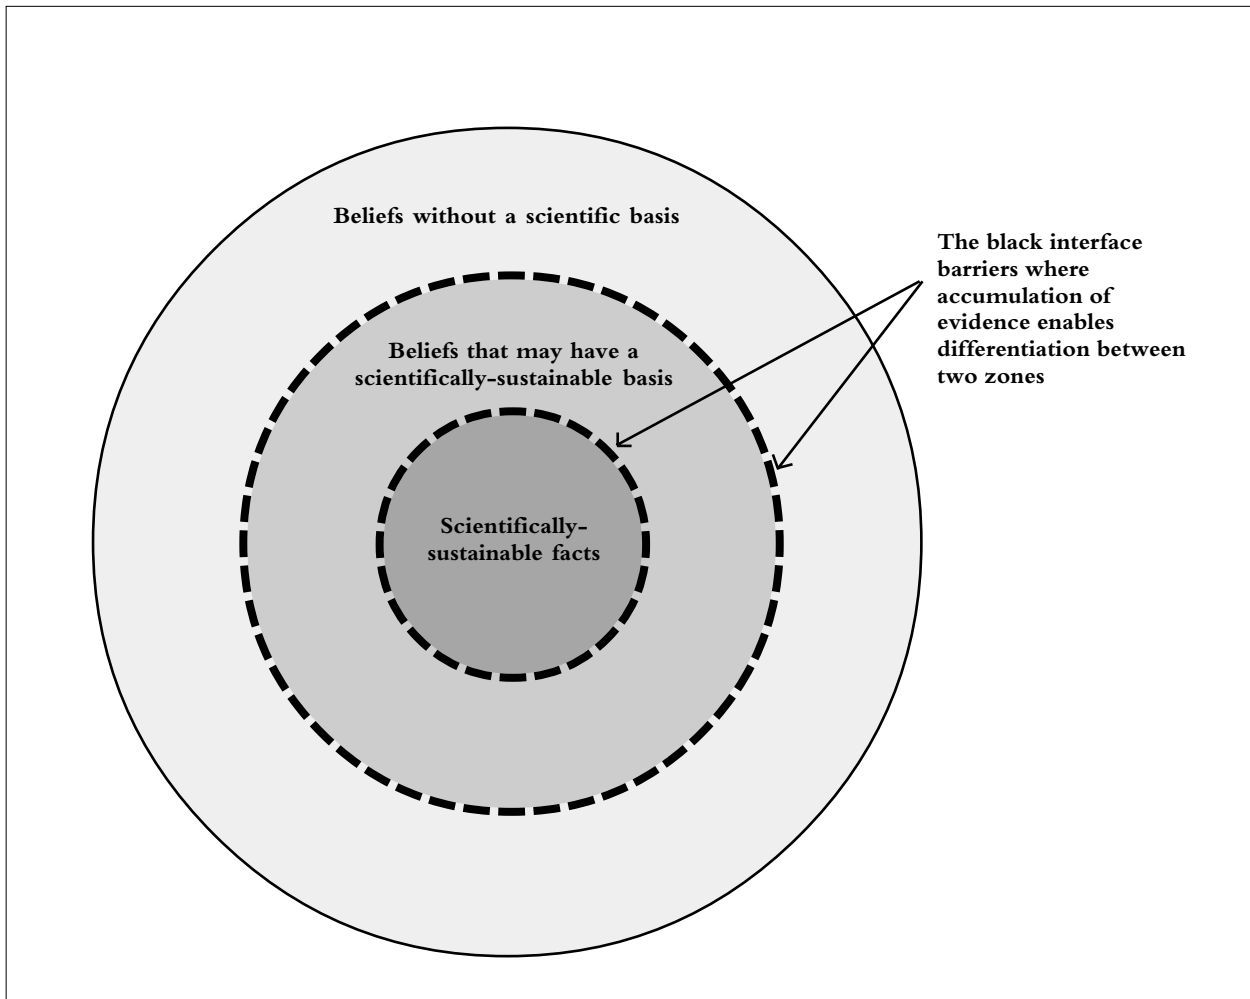 Beliefs without a scientific basis
The black interface
barriers where
accumulation of
evidence enables
differentiation between
two zones
Beliefs that may have a
scientifically-sustainable basis
Scientifically-
sustainable facts